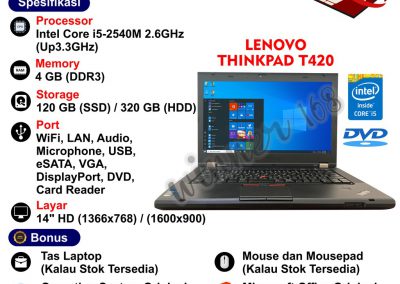 Spesifikasi
Processor
Intel Core i5-2540M 2.6GHz
(Up3.3GHz)
Memory
4 GB (DDR3)
Storage
120 GB (SSD) / 320 GB (HDD)
Port
WiFi, LAN, Audio,
Microphone, USB,
eSATA, VGA,
DisplayPort, DVD,
Card Reader
Layar
14" HD (1366x768) / (1600x900)
LENOVO
THINKPAD T420
intel
inside
CORE i5
DVD
winner 168
Bonus
Tas Laptop
(Kalau Stok Tersedia)
Mouse dan Mousepad
(Kalau Stok Tersedia)